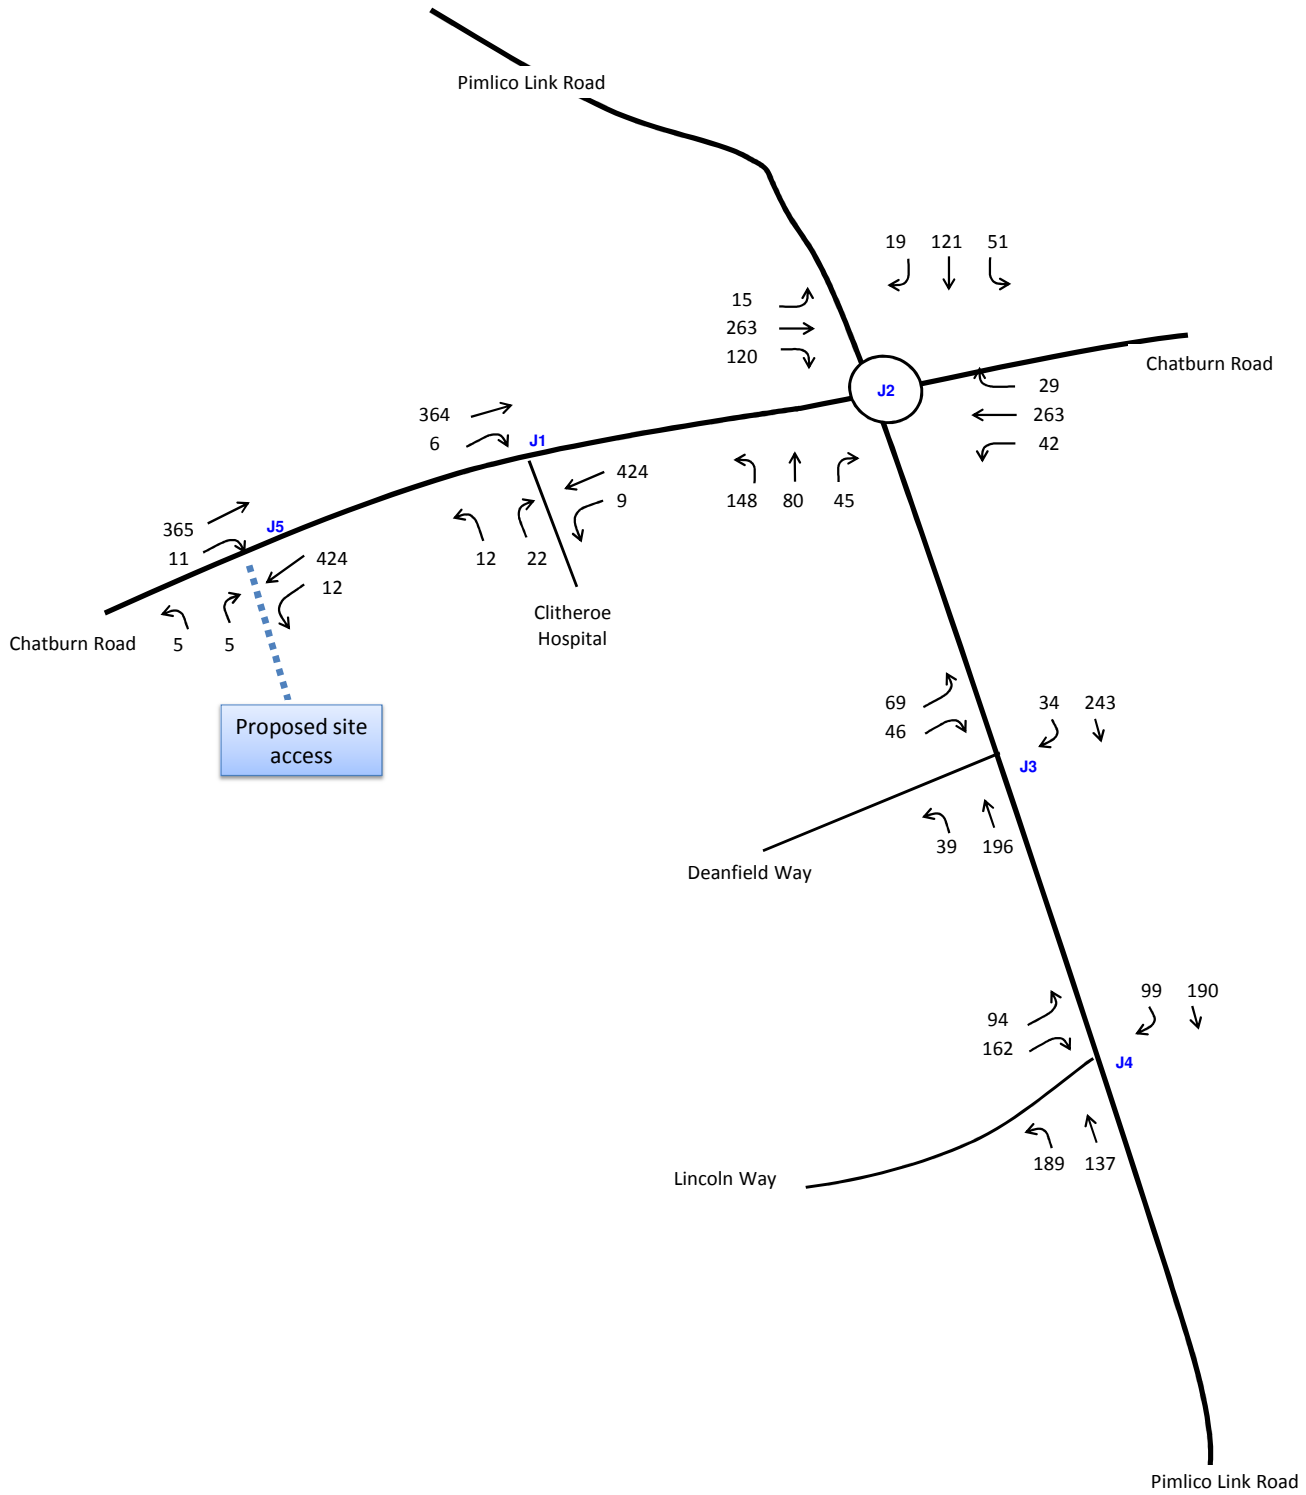 Pimlico Link Road
19 121 51
15
263
120
Chatburn Road
J2
29
263
42
364
6
J1
424
9
148 80 45
365
11
J5
424
12
12 22
Clitheroe
Hospital
Chatburn Road
5 5
Proposed site
access
69
46
34 243
J3
39 196
Deanfield Way
94
162
99 190
J4
189 137
Lincoln Way
Pimlico Link Road